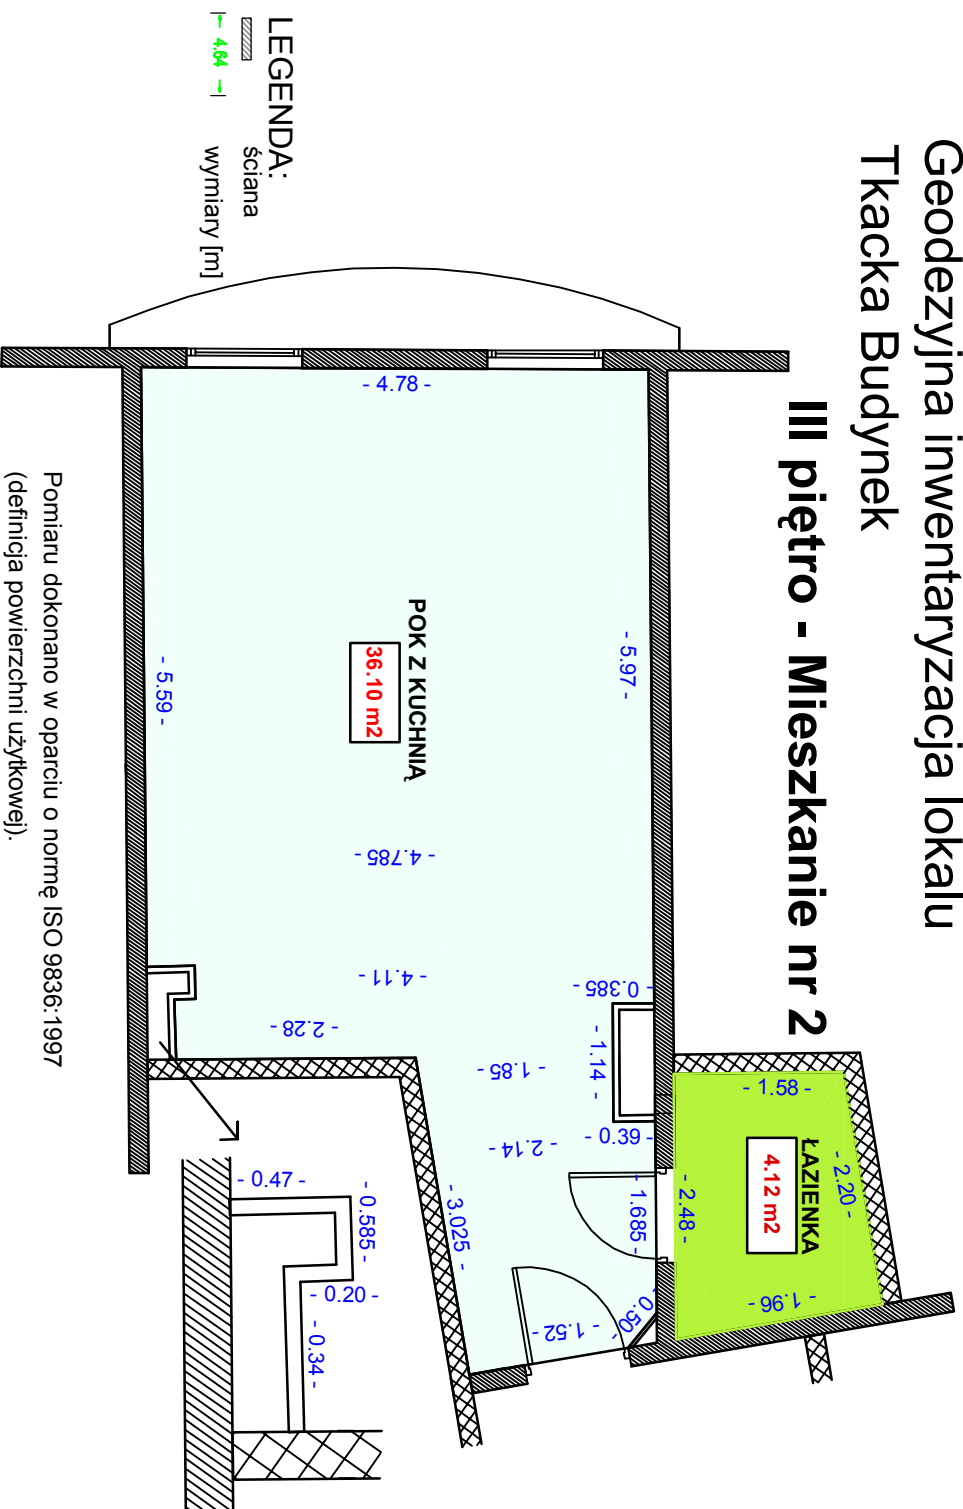 Geodezyjna inwentaryzacja lokalu
Tkacka Budynek
III piętro - Mieszkanie nr 2
LEGENDA:
ściana
4.64
wymiary [m]
- 4.78 -
- 5.97 -
- 5.59 -
POK Z KUCHNIĄ
36.10 m2
- 4.785 -
- 4.11 -
- 2.28 -
- 0.385 -
- 1.14 -
- 1.85 -
- 0.39 -
- 2.14 -
- 3.025 -
- 1.685 -
- 0.50 -
- 1.52 -
- 1.58 -
ŁAZIENKA
4.12 m2
- 2.20 -
- 2.48 -
- 1.96 -
- 0.47 -
- 0.585 -
- 0.20 -
- 0.34 -
Pomiaru dokonano w oparciu o normę ISO 9836:1997
(definicja powierzchni użytkowej).